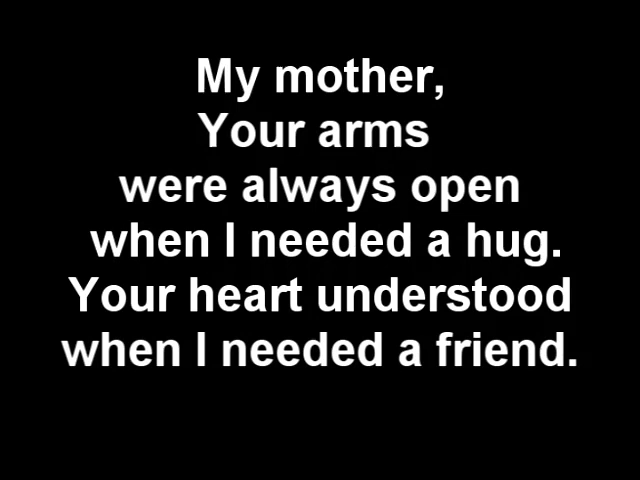 My mother,
Your arms
were always open
when I needed a hug.
Your heart understood
when I needed a friend.